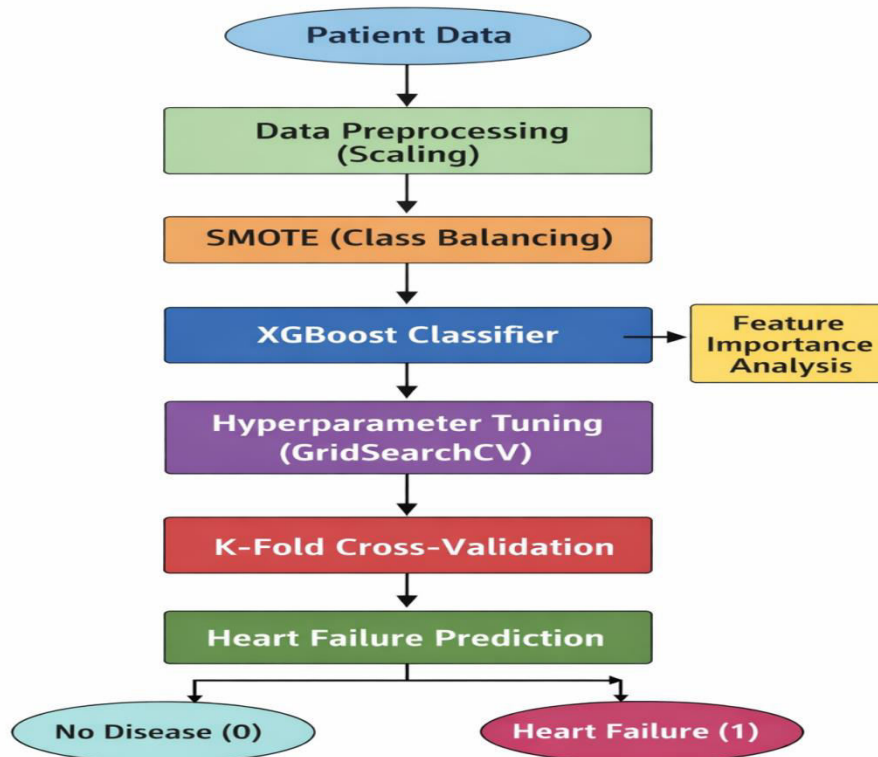 Patient Data
Data Preprocessing
(Scaling)
SMOTE (Class Balancing)
XGBoost Classifier
Feature
Importance
Analysis
Hyperparameter Tuning
(GridSearchCV)
K-Fold Cross-Validation
Heart Failure Prediction
No Disease (0)
Heart Failure (1)